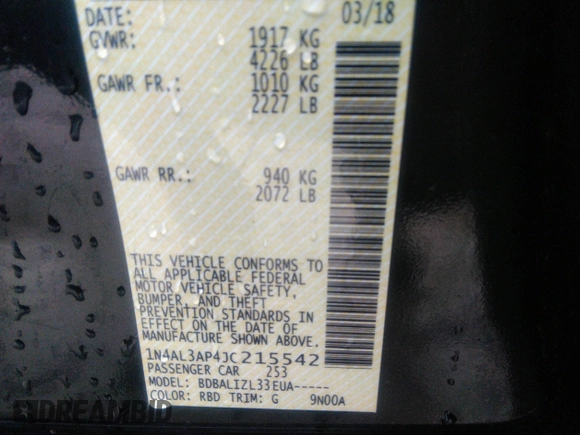 DATE: 03/18
GVWR: 1917 KG
4226 LB
GAWR FR.: 1010 KG
2227 LB
GAWR RR.: 940 KG
2072 LB
THIS VEHICLE CONFORMS TO
ALL APPLICABLE FEDERAL
MOTOR VEHICLE SAFETY,
BUMPER, AND THEFT
PREVENTION STANDARDS IN
EFFECT ON THE DATE OF
MANUFACTURE SHOWN ABOVE.
1N4AL3AP4JC215542
PASSENGER CAR 253
MODEL: BDBALIZL33EUA-----
COLOR: RBD TRIM: G 9N00A
DREAMBID